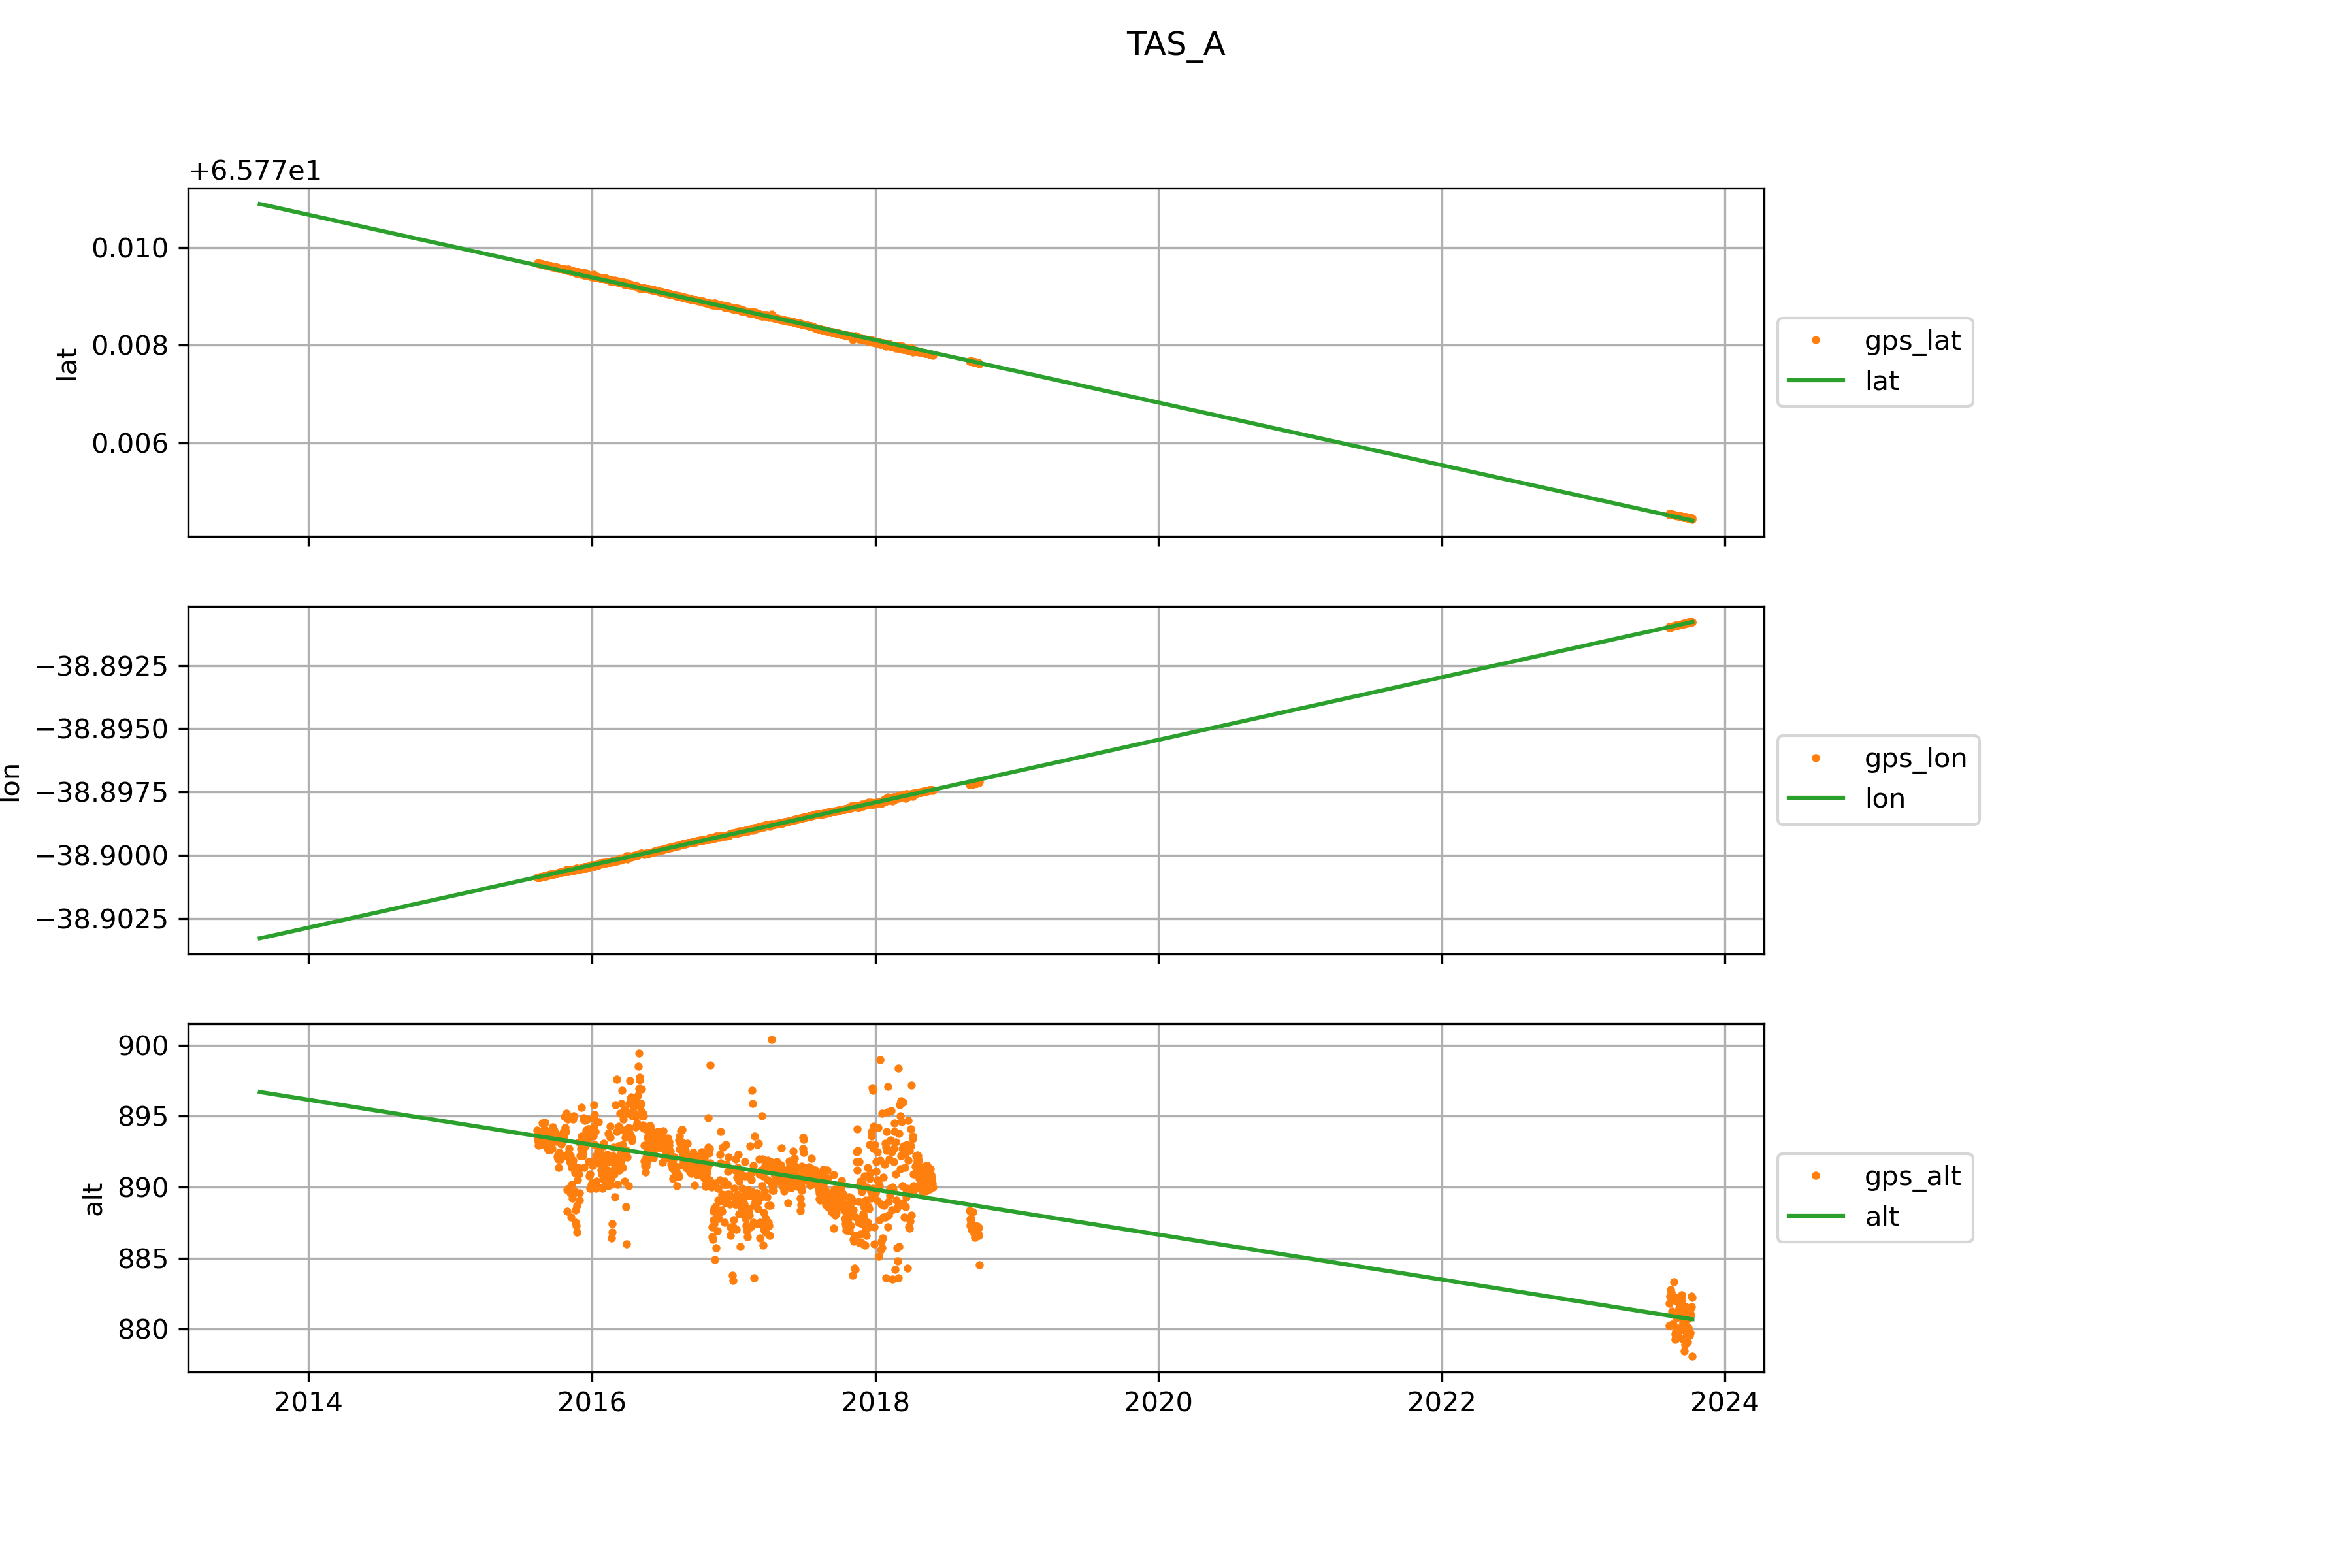 TAS_A
+6.577e1
0.010
0.008
0.006
lat
gps_lat
lat
−38.8925
−38.8950
−38.8975
−38.9000
−38.9025
lon
gps_lon
lon
900
895
890
885
880
alt
gps_alt
alt
2014 2016 2018 2020 2022 2024